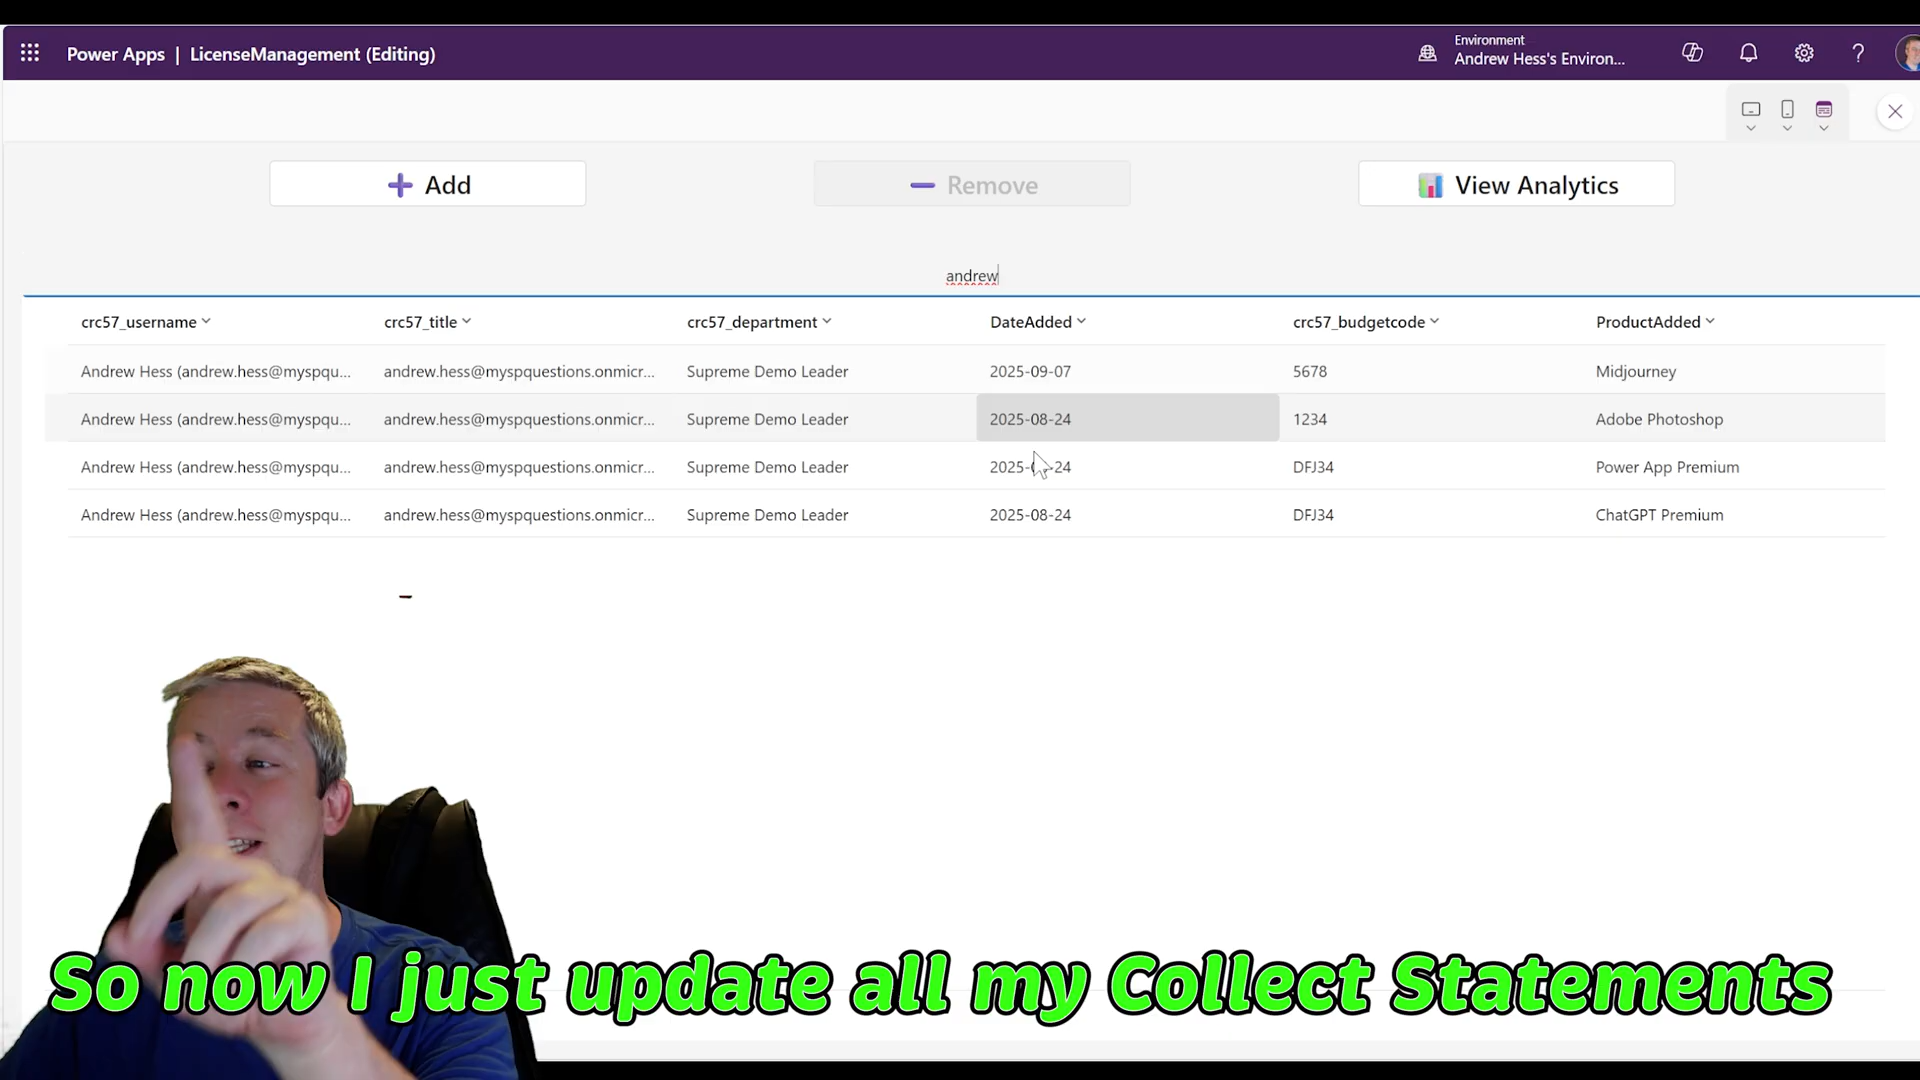 Power Apps | LicenseManagement (Editing)
Environment
Andrew Hess's Environ...
?
Add
Remove
View Analytics
andrew
crc57_username crc57_title crc57_department DateAdded crc57_budgetcode ProductAdded
Andrew Hess (andrew.hess@myspqu... andrew.hess@myspquestions.onmicr... Supreme Demo Leader 2025-09-07 5678 Midjourney
Andrew Hess (andrew.hess@myspqu... andrew.hess@myspquestions.onmicr... Supreme Demo Leader 2025-08-24 1234 Adobe Photoshop
Andrew Hess (andrew.hess@myspqu... andrew.hess@myspquestions.onmicr... Supreme Demo Leader DFJ34 Power App Premium
Andrew Hess (andrew.hess@myspqu... andrew.hess@myspquestions.onmicr... Supreme Demo Leader 2025-08-24 DFJ34 ChatGPT Premium
So now I just update all my Collect Statements